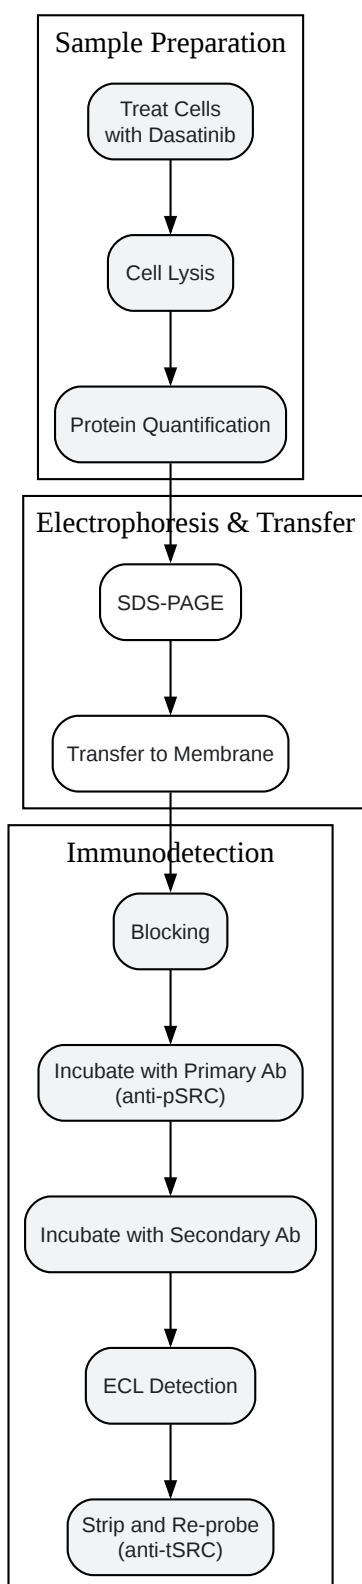 Sample Preparation
Treat Cells
with Dasatinib
Cell Lysis
Protein Quantification
Electrophoresis & Transfer
SDS-PAGE
Transfer to Membrane
Immunodetection
Blocking
Incubate with Primary Ab
(anti-pSRC)
Incubate with Secondary Ab
ECL Detection
Strip and Re-probe
(anti-tSRC)